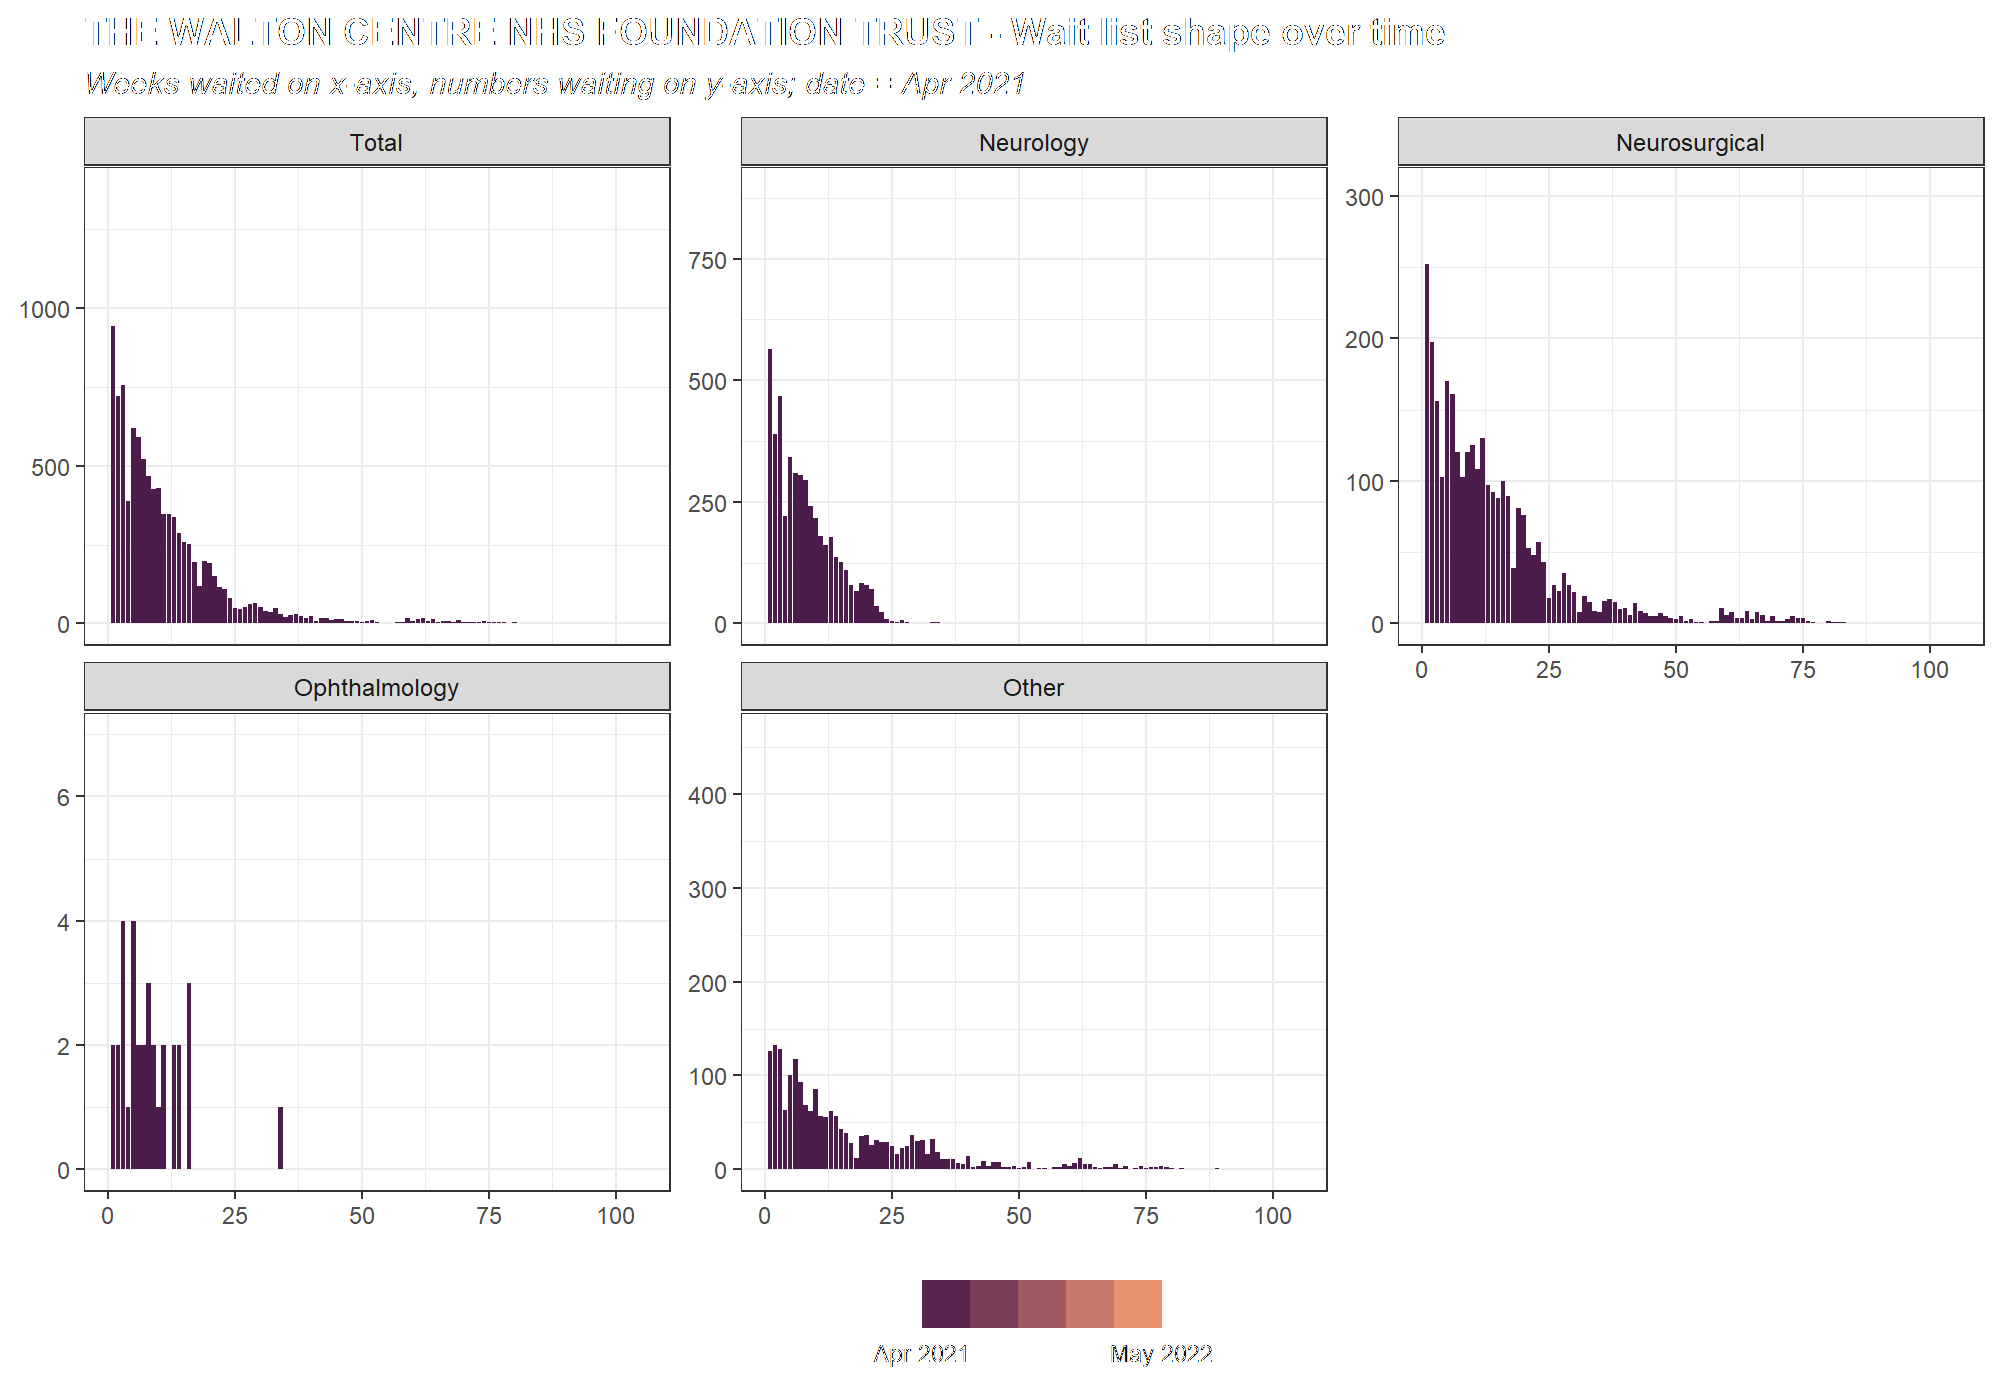 THE WALTON CENTRE NHS FOUNDATION TRUST - Wait list shape over time
Weeks waited on x-axis, numbers waiting on y-axis; date = Apr 2021
Total
1000
500
0
Neurology
750
500
250
0
Neurosurgical
300
200
100
0
0 25 50 75 100
Ophthalmology
6
4
2
0
0 25 50 75 100
Other
400
300
200
100
0
0 25 50 75 100
Apr 2021 May 2022